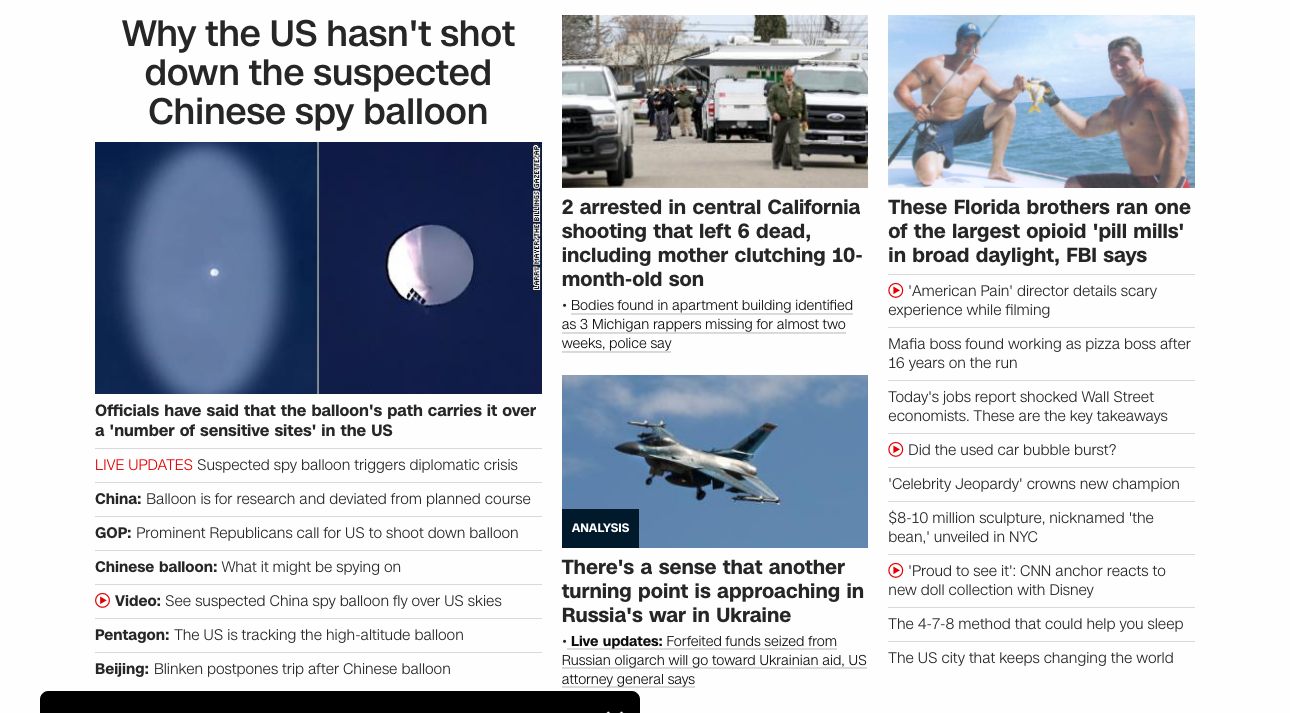 Why the US hasn't shot
down the suspected
Chinese spy balloon
LARRY MAYER/THE BILLINGS GAZETTE/AP
Officials have said that the balloon's path carries it over
a 'number of sensitive sites' in the US
LIVE UPDATES Suspected spy balloon triggers diplomatic crisis
China: Balloon is for research and deviated from planned course
GOP: Prominent Republicans call for US to shoot down balloon
Chinese balloon: What it might be spying on
Video: See suspected China spy balloon fly over US skies
Pentagon: The US is tracking the high-altitude balloon
Beijing: Blinken postpones trip after Chinese balloon
2 arrested in central California
shooting that left 6 dead,
including mother clutching 10-
month-old son
• Bodies found in apartment building identified
as 3 Michigan rappers missing for almost two
weeks, police say
ANALYSIS
There's a sense that another
turning point is approaching in
Russia's war in Ukraine
• Live updates: Forfeited funds seized from
Russian oligarch will go toward Ukrainian aid, US
attorney general says
These Florida brothers ran one
of the largest opioid 'pill mills'
in broad daylight, FBI says
'American Pain' director details scary
experience while filming
Mafia boss found working as pizza boss after
16 years on the run
Today's jobs report shocked Wall Street
economists. These are the key takeaways
Did the used car bubble burst?
'Celebrity Jeopardy' crowns new champion
$8-10 million sculpture, nicknamed 'the
bean,' unveiled in NYC
'Proud to see it': CNN anchor reacts to
new doll collection with Disney
The 4-7-8 method that could help you sleep
The US city that keeps changing the world